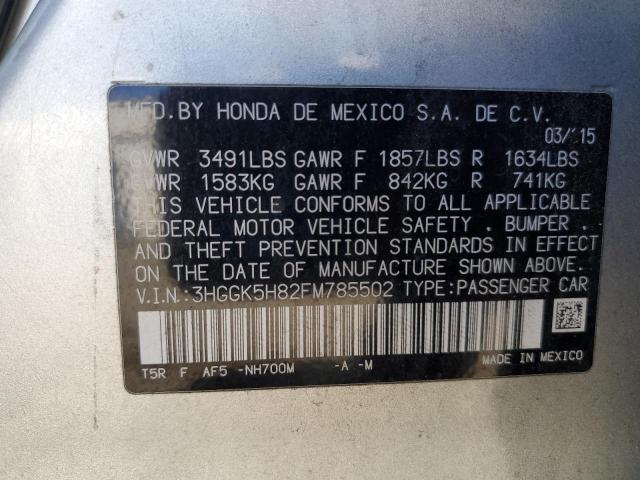 MFD.BY HONDA DE MEXICO S.A. DE C.V.
03/15
GVWR 3491LBS GAWR F 1857LBS R 1634LBS
GVWR 1583KG GAWR F 842KG R 741KG
THIS VEHICLE CONFORMS TO ALL APPLICABLE
FEDERAL MOTOR VEHICLE SAFETY . BUMPER .
AND THEFT PREVENTION STANDARDS IN EFFECT
ON THE DATE OF MANUFACTURE SHOWN ABOVE.
V.I.N.:3HGGK5H82FM785502 TYPE:PASSENGER CAR
T5R F AF5 -NH700M -A -M MADE IN MEXICO